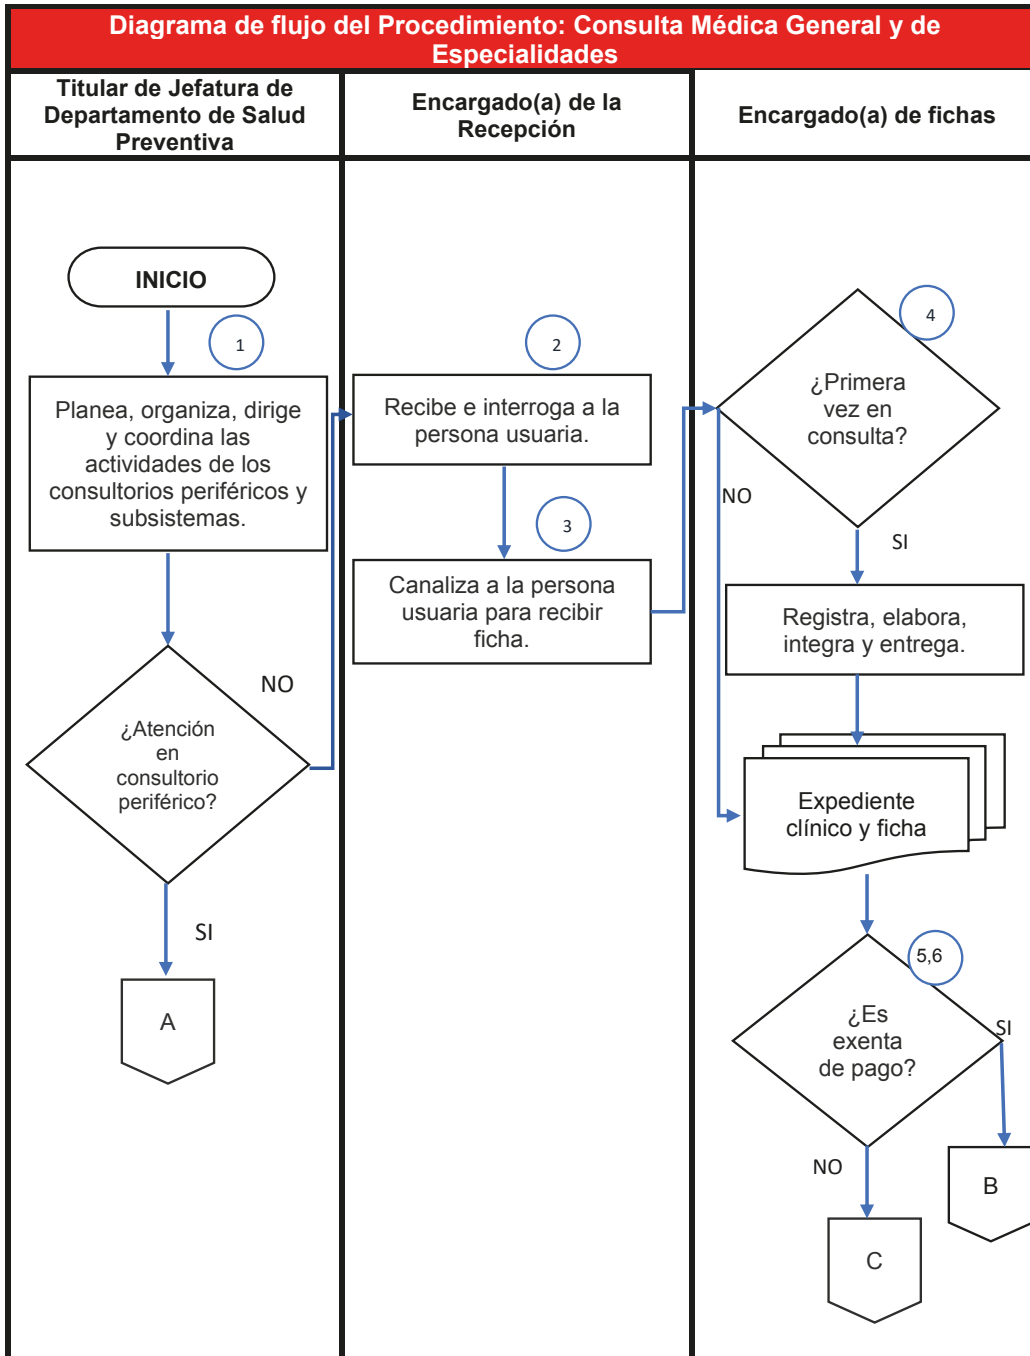 Diagrama de flujo del Procedimiento: Consulta Médica General y de
Especialidades
Titular de Jefatura de
Departamento de Salud
Preventiva
Encargado(a) de la
Recepción
Encargado(a) de fichas
INICIO
1
Planea, organiza, dirige
y coordina las
actividades de los
consultorios periféricos y
subsistemas.
NO
¿Atención
en
consultorio
periférico?
SI
A
2
Recibe e interroga a la
persona usuaria.
3
Canaliza a la persona
usuaria para recibir
ficha.
4
¿Primera
vez en
consulta?
NO
SI
Registra, elabora,
integra y entrega.
Expediente
clínico y ficha
5,6
¿Es
exenta
de pago?
SI
NO
B
C